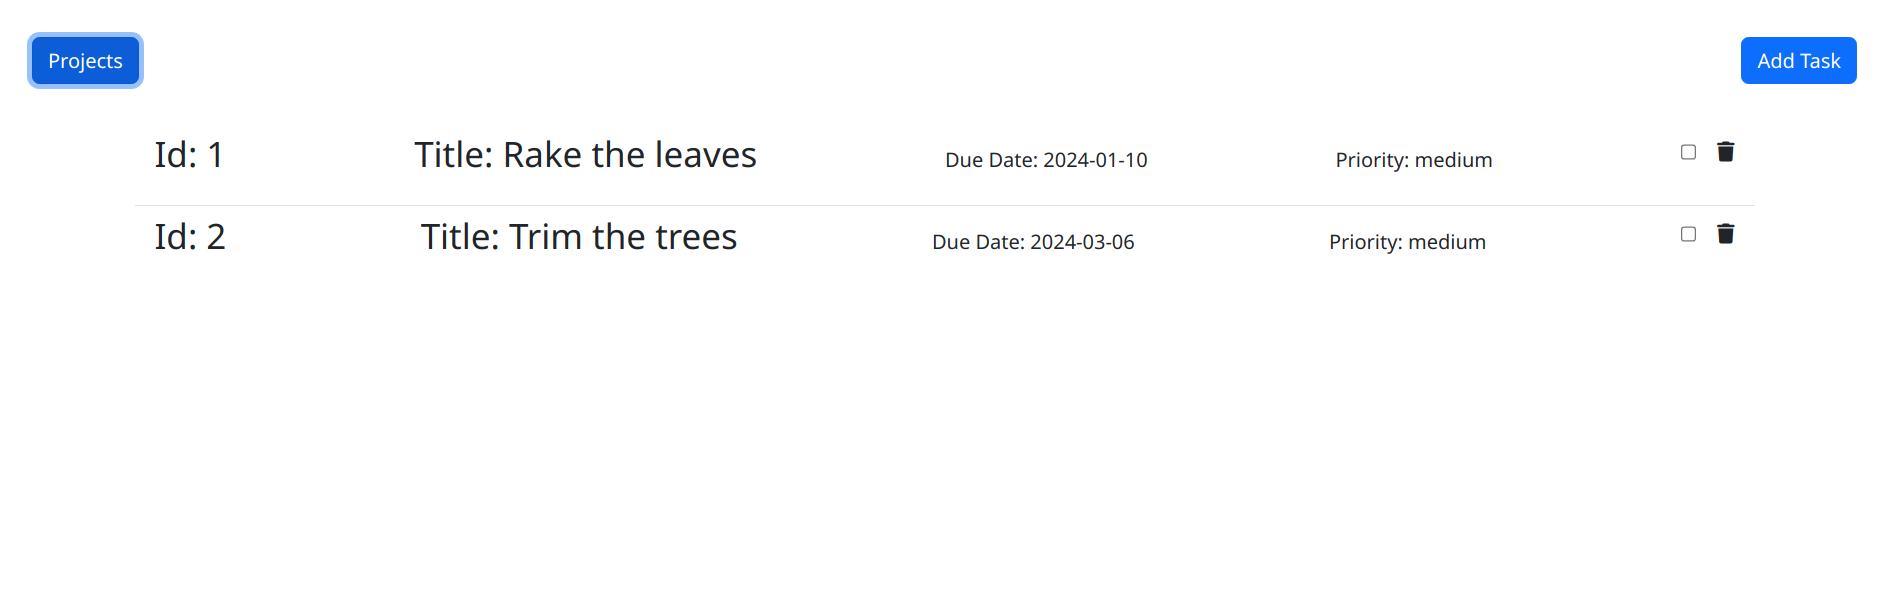 Projects Add Task
Id: 1 Title: Rake the leaves Due Date: 2024-01-10 Priority: medium
Id: 2 Title: Trim the trees Due Date: 2024-03-06 Priority: medium